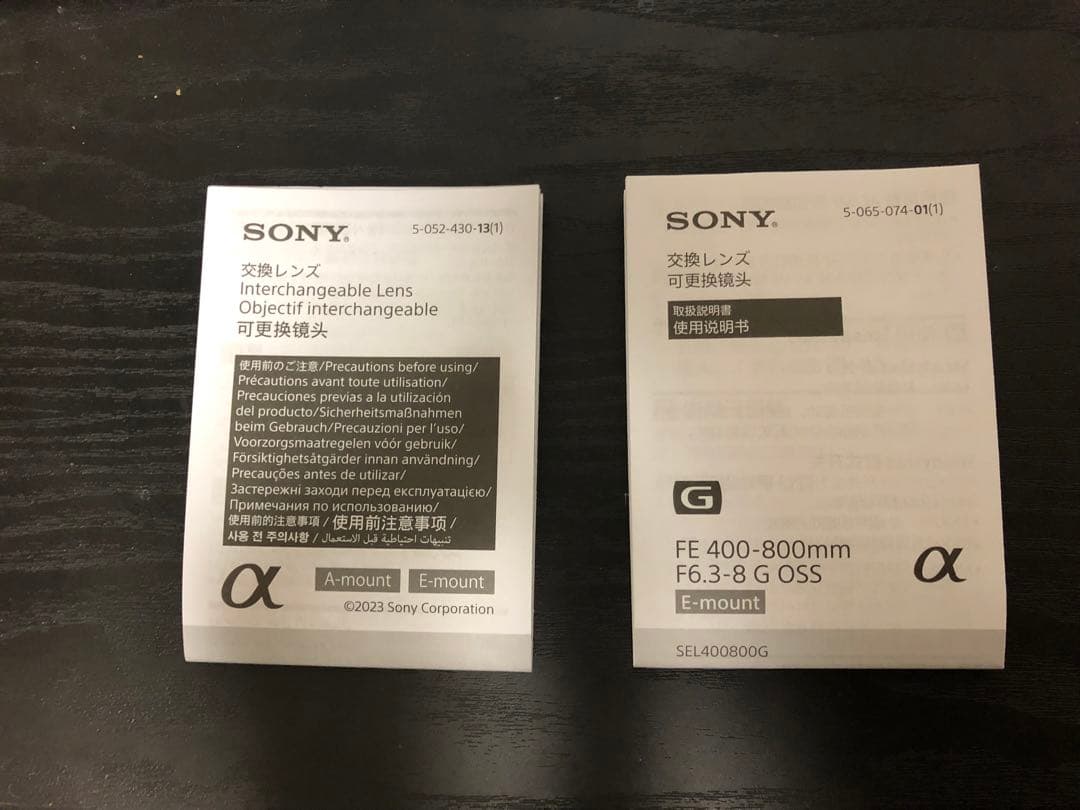 SONY®
5-052-430-13(1)
交換レンズ
Interchangeable Lens
Objectif interchangeable
可更换镜头
使用前のご注意/Precautions before using/
Précautions avant toute utilisation/
Precauciones previas a la utilización
del producto/Sicherheitsmaßnahmen
beim Gebrauch/Precauzioni per l'uso/
Voorzorgsmaatregelen vóór gebruik/
Försiktighetsåtgärder innan användning/
Precauções antes de utilizar/
Застережні заходи перед експлуатацією/
Примечания по использованию/
使用前的注意事項 / 使用前注意事项 /
사용 전 주의사항 / تنبيهات احتياطية قبل الاستعمال
α
A-mount
E-mount
©2023 Sony Corporation
SONY®
5-065-074-01(1)
交換レンズ
可更换镜头
取扱説明書
使用说明书
G
FE 400-800mm
F6.3-8 G OSS
E-mount
α
SEL400800G